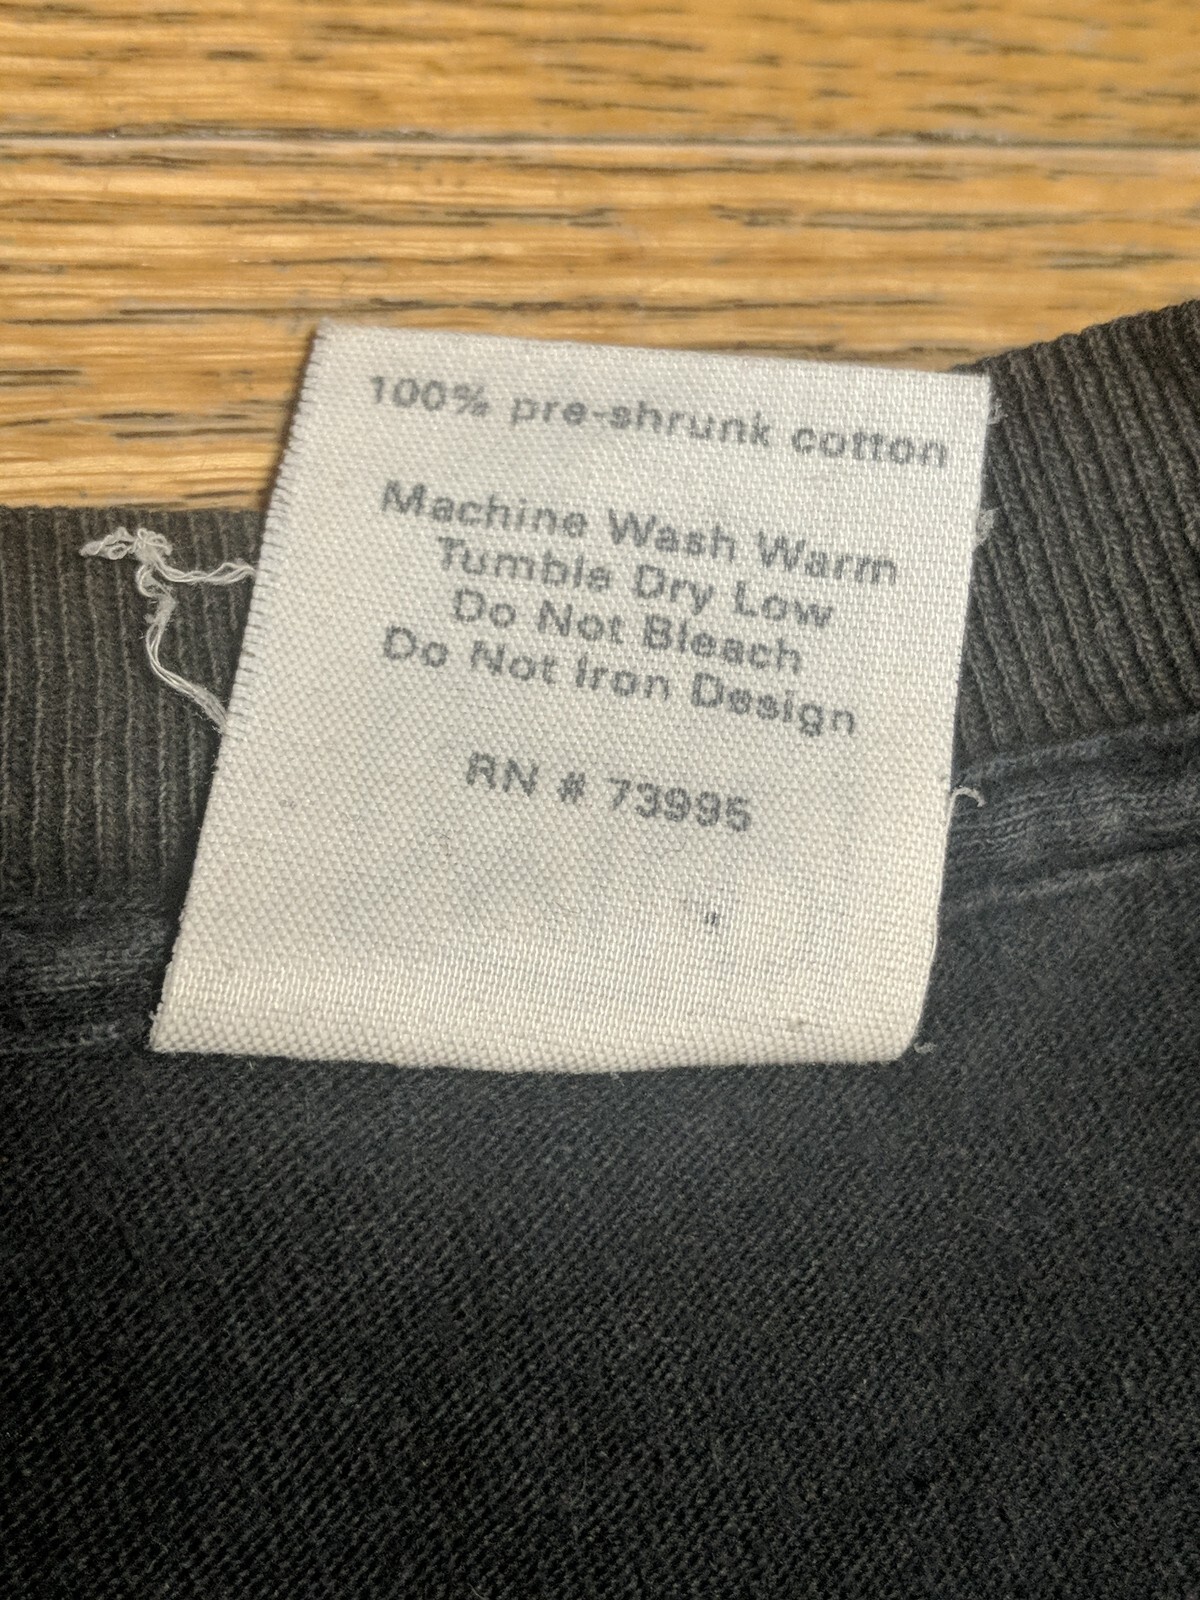 100% pre-shrunk cotton
Machine Wash Warm
Tumble Dry Low
Do Not Bleach
Do Not Iron Design
RN # 73995